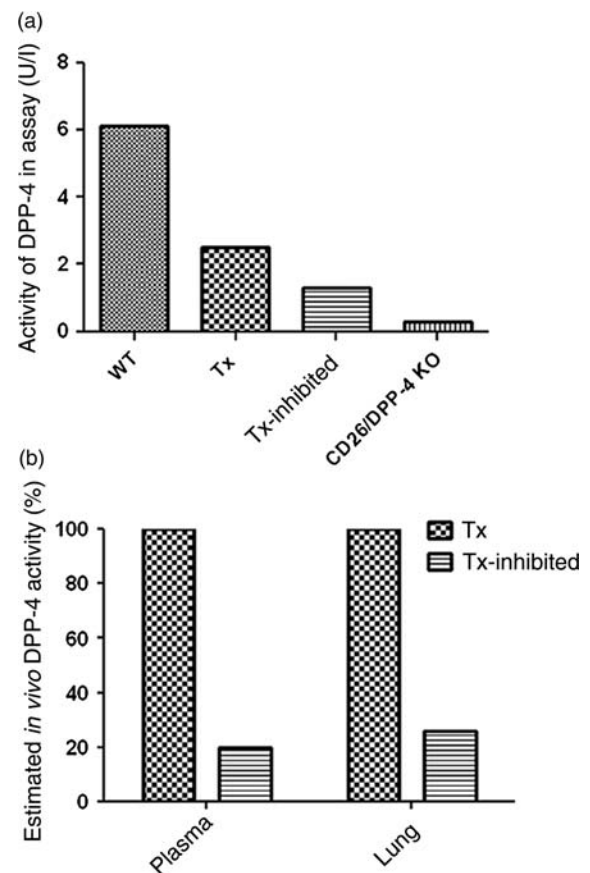 (a)
Activity of DPP-4 in assay (U/l)
8
6
4
2
0
WT
Tx
Tx-inhibited
CD26/DPP-4 KO
(b)
Estimated in vivo DPP-4 activity (%)
100
80
60
40
20
0
Tx
Tx-inhibited
Plasma
Lung